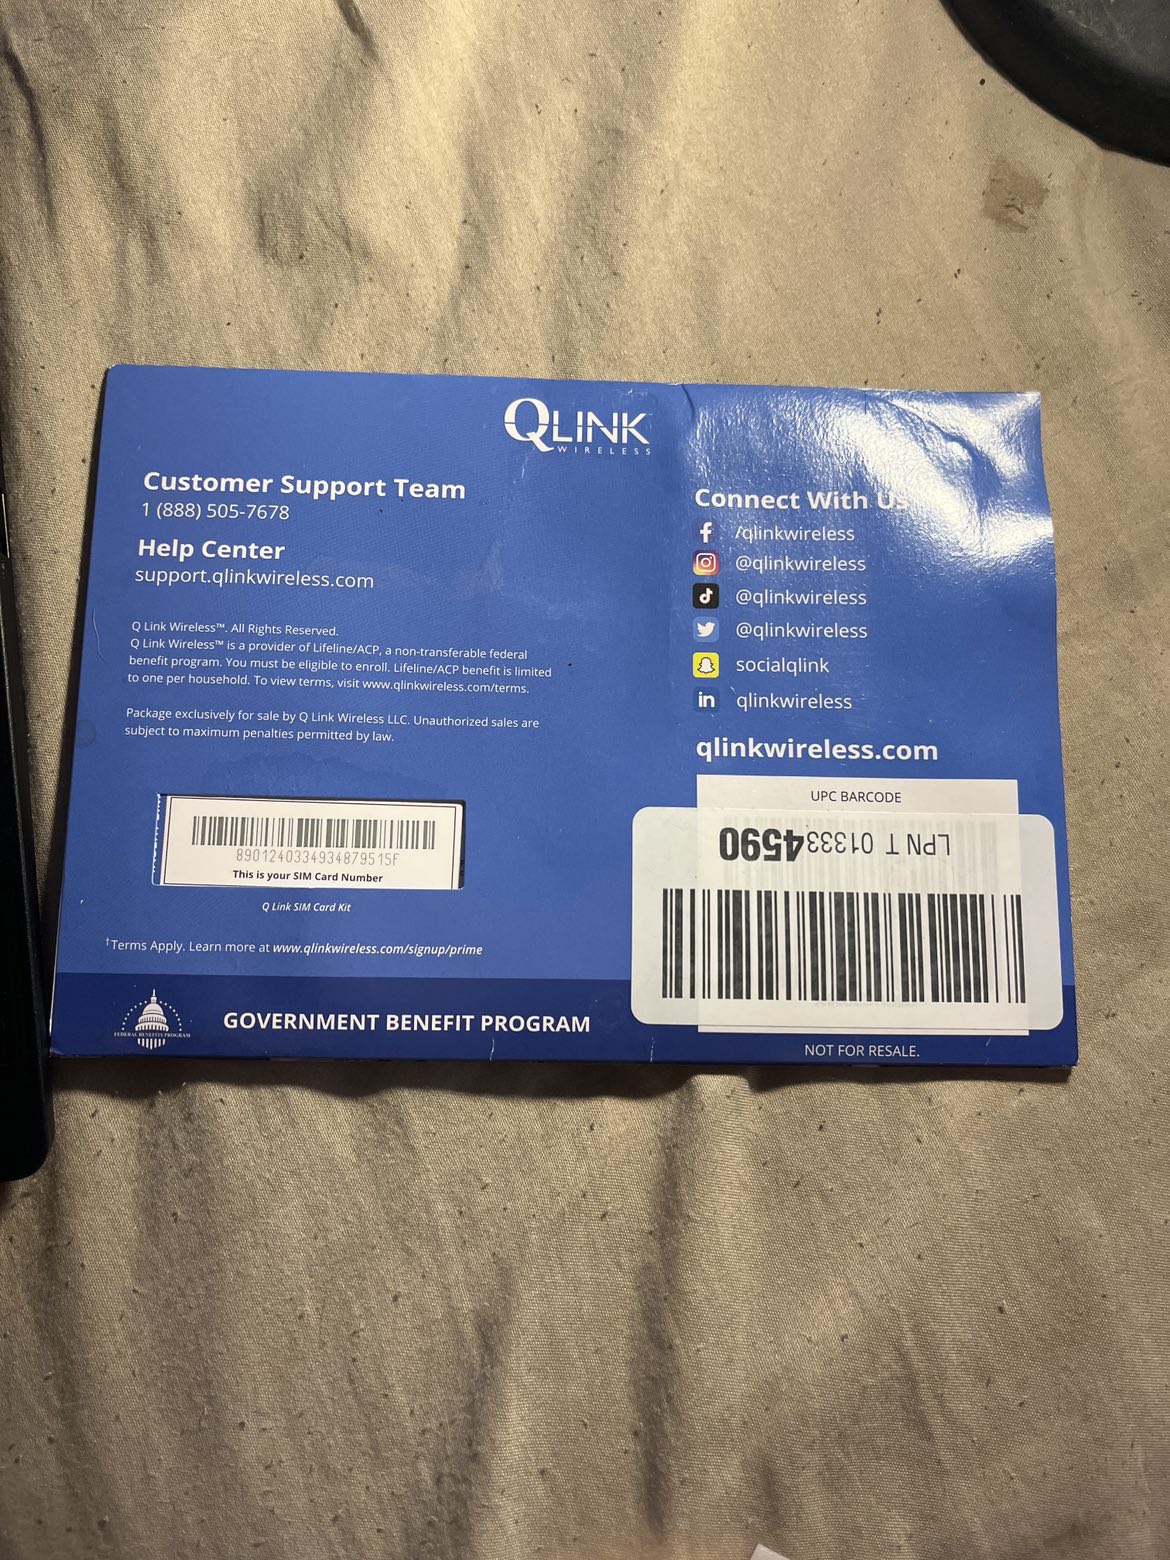 QLINK
WIRELESS
Customer Support Team
1 (888) 505-7678
Help Center
support.qlinkwireless.com
Q Link Wireless™. All Rights Reserved.
Q Link Wireless™ is a provider of Lifeline/ACP, a non-transferable federal
benefit program. You must be eligible to enroll. Lifeline/ACP benefit is limited
to one per household. To view terms, visit www.qlinkwireless.com/terms.
Package exclusively for sale by Q Link Wireless LLC. Unauthorized sales are
subject to maximum penalties permitted by law.
8901240334934879515F
This is your SIM Card Number
Q Link SIM Card Kit
†Terms Apply. Learn more at www.qlinkwireless.com/signup/prime
FEDERAL BENEFITS PROGRAM
GOVERNMENT BENEFIT PROGRAM
Connect With Us
/qlinkwireless
@qlinkwireless
@qlinkwireless
@qlinkwireless
socialqlink
in qlinkwireless
qlinkwireless.com
UPC BARCODE
LPN T 013334590
NOT FOR RESALE.